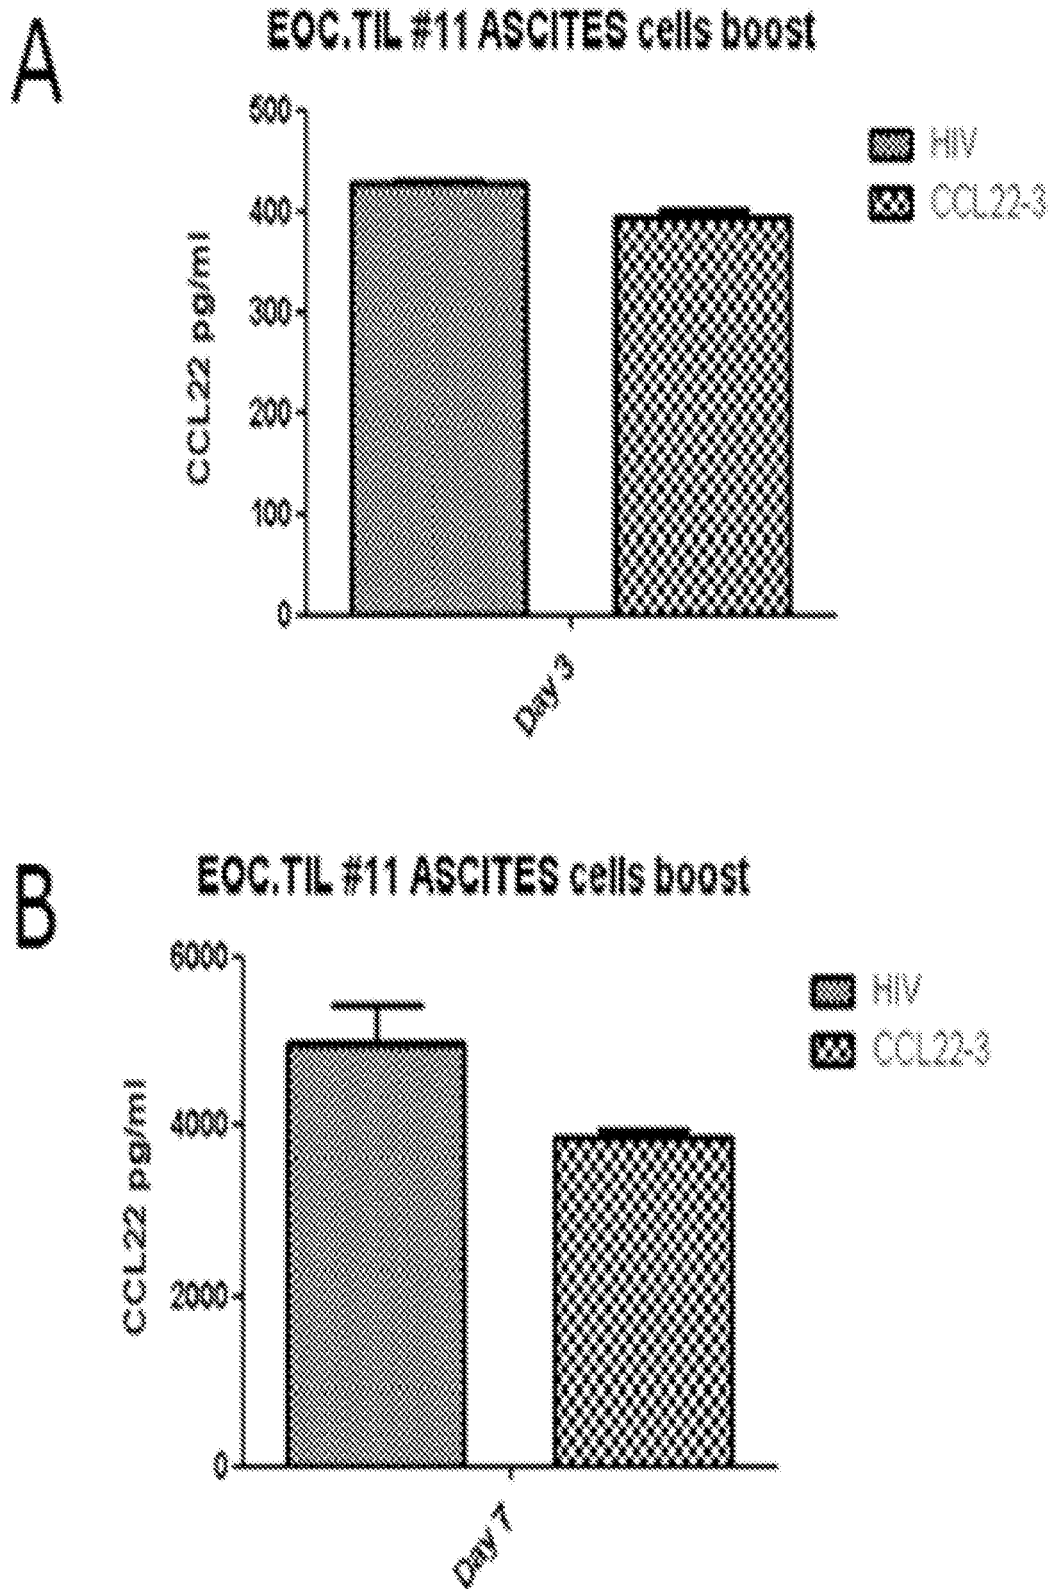 A
EOC.TIL #11 ASCITES cells boost
500
400
300
200
100
0
CCL22 pg/ml
HIV
CCL22-3
Day 3
B
EOC.TIL #11 ASCITES cells boost
6000
4000
2000
0
CCL22 pg/ml
HIV
CCL22-3
Day 7